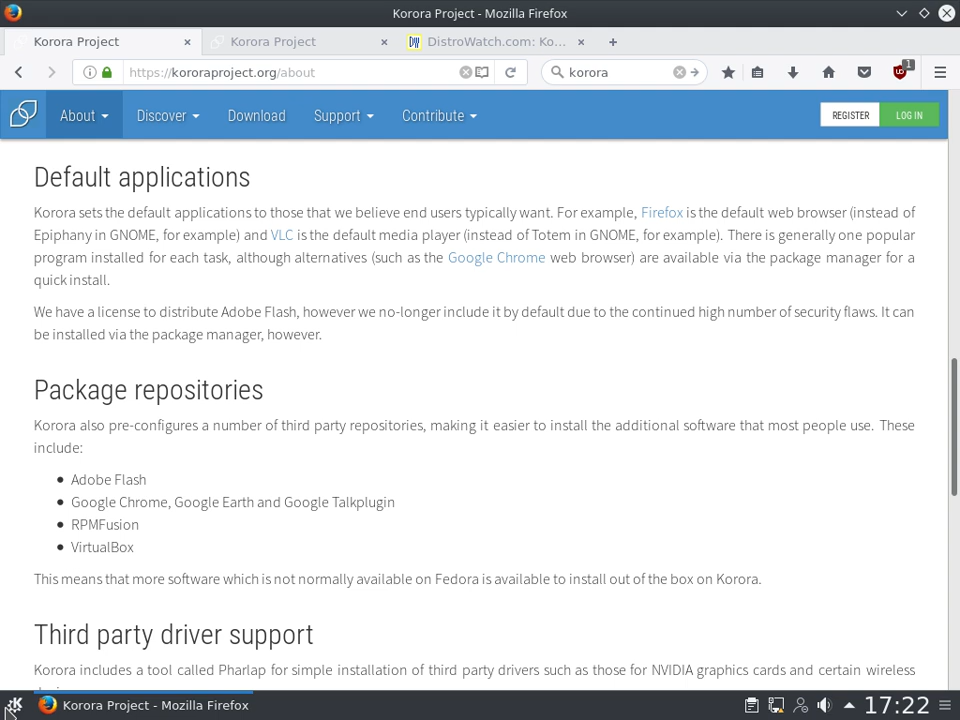 Korora Project - Mozilla Firefox
Korora Project
Korora Project
DistroWatch.com: Ko...
https://kororaproject.org/about
korora
1
About
Discover
Download
Support
Contribute
REGISTER
LOG IN
Default applications
Korora sets the default applications to those that we believe end users typically want. For example, Firefox is the default web browser (instead of
Epiphany in GNOME, for example) and VLC is the default media player (instead of Totem in GNOME, for example). There is generally one popular
program installed for each task, although alternatives (such as the Google Chrome web browser) are available via the package manager for a
quick install.
We have a license to distribute Adobe Flash, however we no-longer include it by default due to the continued high number of security flaws. It can
be installed via the package manager, however.
Package repositories
Korora also pre-configures a number of third party repositories, making it easier to install the additional software that most people use. These
include:
Adobe Flash
Google Chrome, Google Earth and Google Talkplugin
RPMFusion
VirtualBox
This means that more software which is not normally available on Fedora is available to install out of the box on Korora.
Third party driver support
Korora includes a tool called Pharlap for simple installation of third party drivers such as those for NVIDIA graphics cards and certain wireless
Korora Project - Mozilla Firefox
17:22